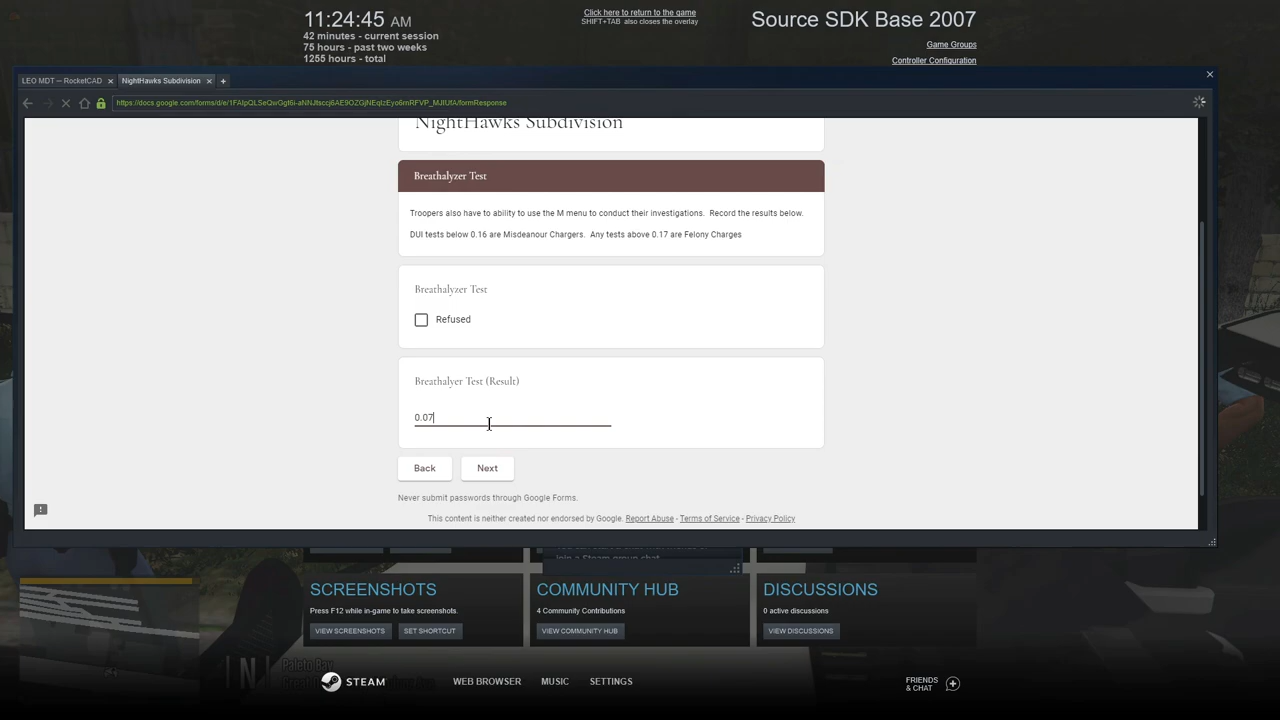 11:24:45 AM
42 minutes - current session
75 hours - past two weeks
1255 hours - total
Click here to return to the game
SHIFT+TAB also closes the overlay
Source SDK Base 2007
Game Groups
Controller Configuration
LEO MDT — RocketCAD
NightHawks Subdivision
NightHawks Subdivision
Breathalyzer Test
Troopers also have to ability to use the M menu to conduct their investigations. Record the results below.
DUI tests below 0.16 are Misdeanour Chargers. Any tests above 0.17 are Felony Charges
Breathalyzer Test
Refused
Breathalyer Test (Result)
0.07
Back
Next
Never submit passwords through Google Forms.
This content is neither created nor endorsed by Google. Report Abuse - Terms of Service - Privacy Policy
join a Steam group chat.
SCREENSHOTS
Press F12 while in-game to take screenshots.
VIEW SCREENSHOTS
SET SHORTCUT
COMMUNITY HUB
4 Community Contributions
VIEW COMMUNITY HUB
DISCUSSIONS
0 active discussions
VIEW DISCUSSIONS
N
Paleto Bay
STEAM
WEB BROWSER
MUSIC
SETTINGS
FRIENDS
& CHAT